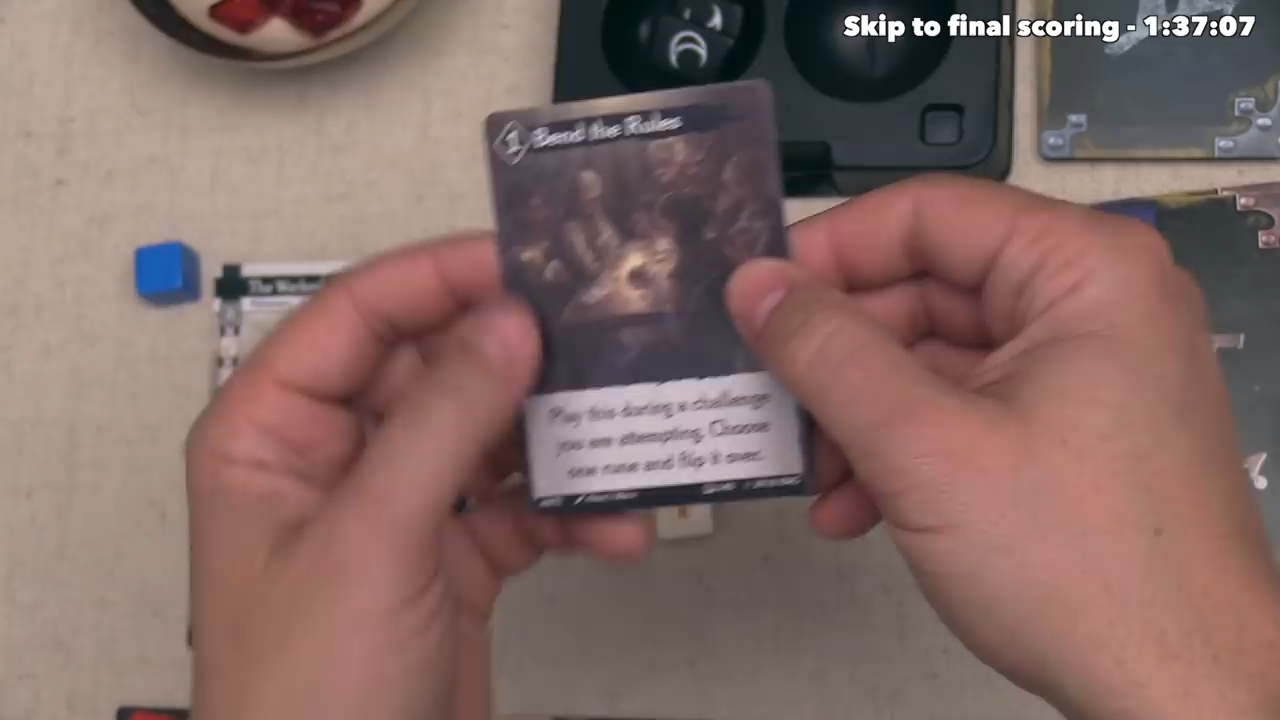 Skip to final scoring - 1:37:07
1 Bend the Rules
The
Play this during a challenge
you are attempting. Choose
one rune and flip it over.